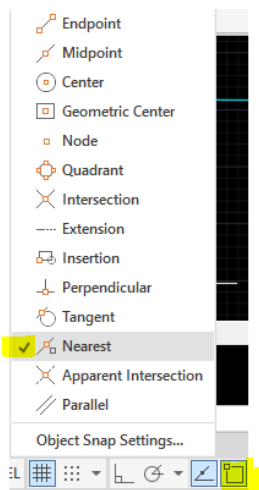 Endpoint
Midpoint
Center
Geometric Center
Node
Quadrant
Intersection
Extension
Insertion
Perpendicular
Tangent
Nearest
Apparent Intersection
Parallel
Object Snap Settings...
EL